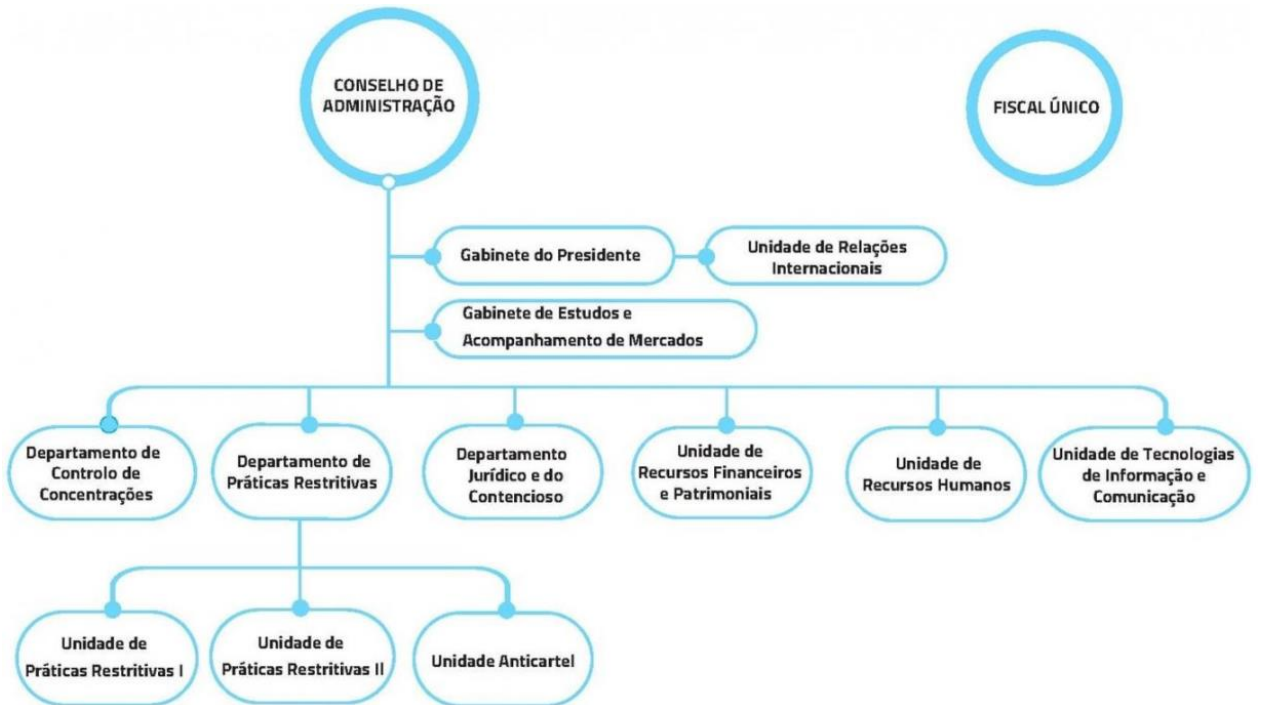 CONSELHO DE
ADMINISTRAÇÃO
FISCAL ÚNICO
Gabinete do Presidente
Unidade de Relações
Internacionais
Gabinete de Estudos e
Acompanhamento de Mercados
Departamento de
Controlo de
Concentrações
Departamento de
Práticas Restritivas
Departamento
Jurídico e do
Contencioso
Unidade de
Recursos Financeiros
e Patrimoniais
Unidade de
Recursos Humanos
Unidade de Tecnologias
de Informação e
Comunicação
Unidade de
Práticas Restritivas I
Unidade de
Práticas Restritivas II
Unidade Anticartel